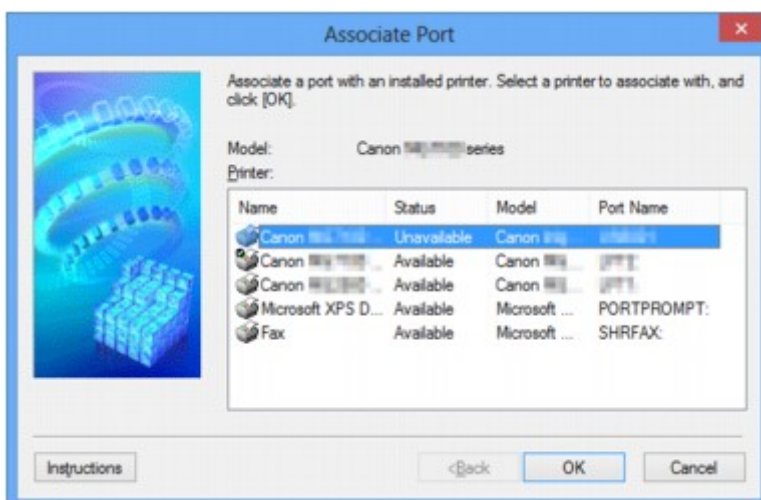 Associate Port
Associate a port with an installed printer. Select a printer to associate with, and
click [OK].
Model: Canon series
Printer:
Name Status Model Port Name
Canon ... Unavailable Canon
Canon ... Available Canon ...
Canon ... Available Canon ...
Microsoft XPS D... Available Microsoft ... PORTPROMPT:
Fax Available Microsoft ... SHRFAX:
Instructions <Back OK Cancel